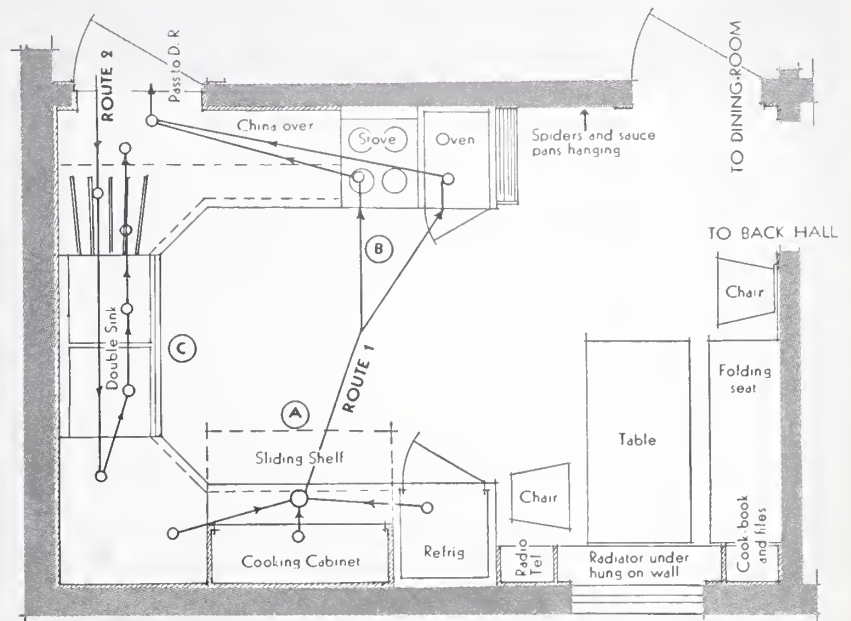 ROUTE 2
Pass to D.R
China over
Stove
Oven
Spiders and sauce
pans hanging
TO DINING-ROOM
TO BACK HALL
B
Chair
Double Sink
C
ROUTE 1
Folding
seat
A
Table
Sliding Shelf
Chair
Cooking Cabinet
Refrig
Radio
Tel
Radiator under
hung on wall
Cook-book
and files